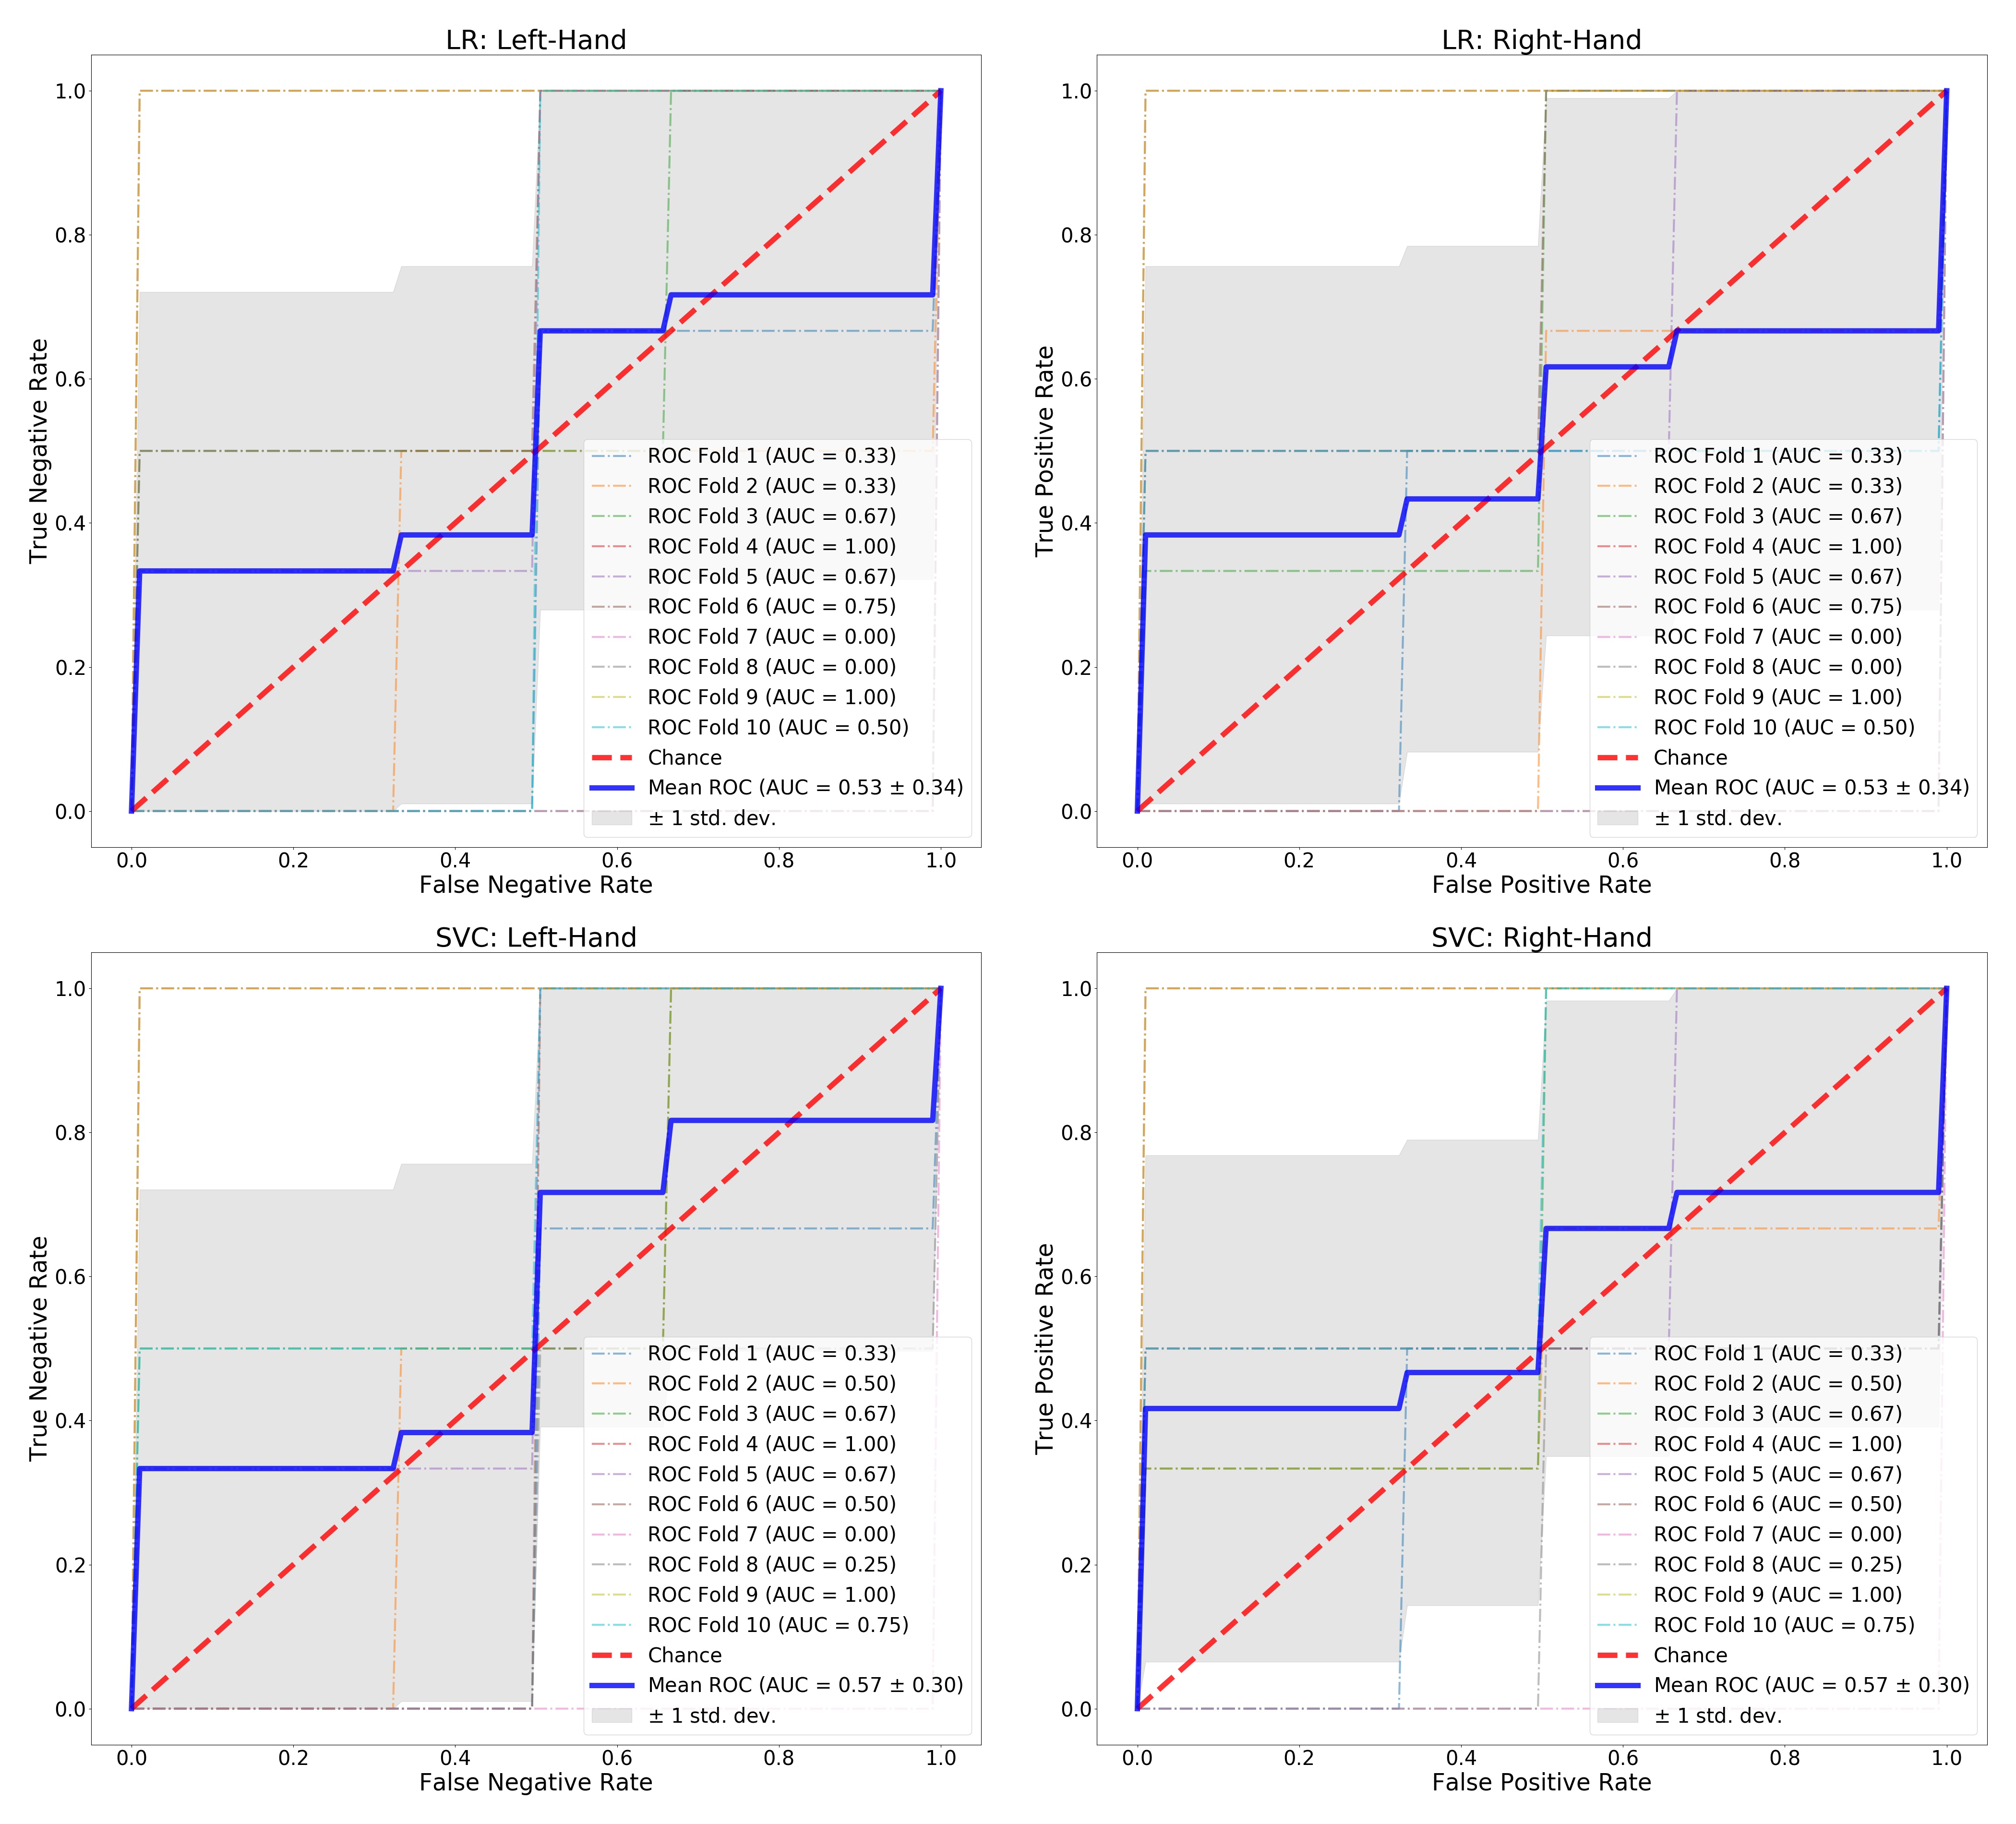 LR: Left-Hand
True Negative Rate
1.0
0.8
0.6
0.4
0.2
0.0
ROC Fold 1 (AUC = 0.33)
ROC Fold 2 (AUC = 0.33)
ROC Fold 3 (AUC = 0.67)
ROC Fold 4 (AUC = 1.00)
ROC Fold 5 (AUC = 0.67)
ROC Fold 6 (AUC = 0.75)
ROC Fold 7 (AUC = 0.00)
ROC Fold 8 (AUC = 0.00)
ROC Fold 9 (AUC = 1.00)
ROC Fold 10 (AUC = 0.50)
Chance
Mean ROC (AUC = 0.53 ± 0.34)
± 1 std. dev.
0.0 0.2 0.4 0.6 0.8 1.0
False Negative Rate
LR: Right-Hand
True Positive Rate
1.0
0.8
0.6
0.4
0.2
0.0
ROC Fold 1 (AUC = 0.33)
ROC Fold 2 (AUC = 0.33)
ROC Fold 3 (AUC = 0.67)
ROC Fold 4 (AUC = 1.00)
ROC Fold 5 (AUC = 0.67)
ROC Fold 6 (AUC = 0.75)
ROC Fold 7 (AUC = 0.00)
ROC Fold 8 (AUC = 0.00)
ROC Fold 9 (AUC = 1.00)
ROC Fold 10 (AUC = 0.50)
Chance
Mean ROC (AUC = 0.53 ± 0.34)
± 1 std. dev.
0.0 0.2 0.4 0.6 0.8 1.0
False Positive Rate
SVC: Left-Hand
True Negative Rate
1.0
0.8
0.6
0.4
0.2
0.0
ROC Fold 1 (AUC = 0.33)
ROC Fold 2 (AUC = 0.50)
ROC Fold 3 (AUC = 0.67)
ROC Fold 4 (AUC = 1.00)
ROC Fold 5 (AUC = 0.67)
ROC Fold 6 (AUC = 0.50)
ROC Fold 7 (AUC = 0.00)
ROC Fold 8 (AUC = 0.25)
ROC Fold 9 (AUC = 1.00)
ROC Fold 10 (AUC = 0.75)
Chance
Mean ROC (AUC = 0.57 ± 0.30)
± 1 std. dev.
0.0 0.2 0.4 0.6 0.8 1.0
False Negative Rate
SVC: Right-Hand
True Positive Rate
1.0
0.8
0.6
0.4
0.2
0.0
ROC Fold 1 (AUC = 0.33)
ROC Fold 2 (AUC = 0.50)
ROC Fold 3 (AUC = 0.67)
ROC Fold 4 (AUC = 1.00)
ROC Fold 5 (AUC = 0.67)
ROC Fold 6 (AUC = 0.50)
ROC Fold 7 (AUC = 0.00)
ROC Fold 8 (AUC = 0.25)
ROC Fold 9 (AUC = 1.00)
ROC Fold 10 (AUC = 0.75)
Chance
Mean ROC (AUC = 0.57 ± 0.30)
± 1 std. dev.
0.0 0.2 0.4 0.6 0.8 1.0
False Positive Rate